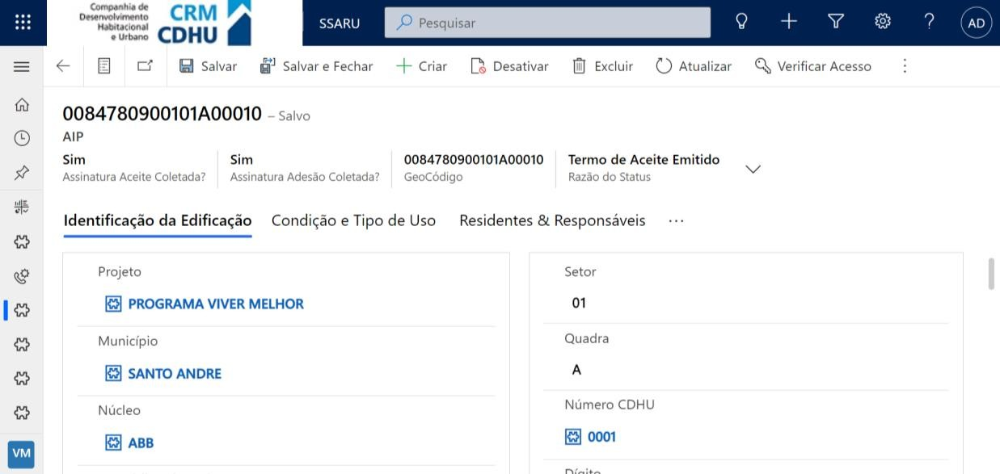 Companhia de
Desenvolvimento
Habitacional
e Urbano
CRM
CDHU
SSARU
Pesquisar
AD
Salvar
Salvar e Fechar
Criar
Desativar
Excluir
Atualizar
Verificar Acesso
0084780900101A00010 – Salvo
AIP
Sim
Assinatura Aceite Coletada?
Sim
Assinatura Adesão Coletada?
0084780900101A00010
GeoCódigo
Termo de Aceite Emitido
Razão do Status
Identificação da Edificação
Condição e Tipo de Uso
Residentes & Responsáveis
...
Projeto
PROGRAMA VIVER MELHOR
Município
SANTO ANDRE
Núcleo
ABB
Setor
01
Quadra
A
Número CDHU
0001
Dígito
VM